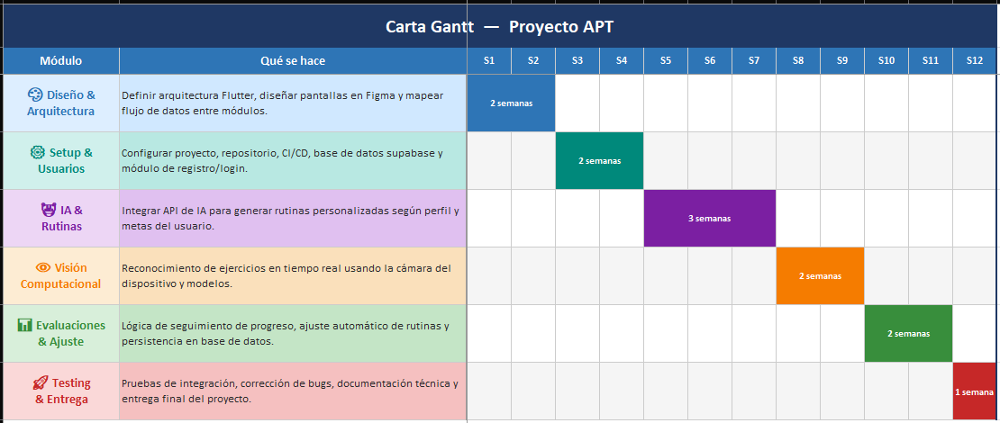 Carta Gantt — Proyecto APT
Módulo Qué se hace S1 S2 S3 S4 S5 S6 S7 S8 S9 S10 S11 S12
Diseño &
Arquitectura
Definir arquitectura Flutter, diseñar pantallas en Figma y mapear
flujo de datos entre módulos.
2 semanas
Setup &
Usuarios
Configurar proyecto, repositorio, CI/CD, base de datos supabase y
módulo de registro/login.
2 semanas
IA &
Rutinas
Integrar API de IA para generar rutinas personalizadas según perfil y
metas del usuario.
3 semanas
Visión
Computacional
Reconocimiento de ejercicios en tiempo real usando la cámara del
dispositivo y modelos.
2 semanas
Evaluaciones
& Ajuste
Lógica de seguimiento de progreso, ajuste automático de rutinas y
persistencia en base de datos.
2 semanas
Testing
& Entrega
Pruebas de integración, corrección de bugs, documentación técnica y
entrega final del proyecto.
1 semana